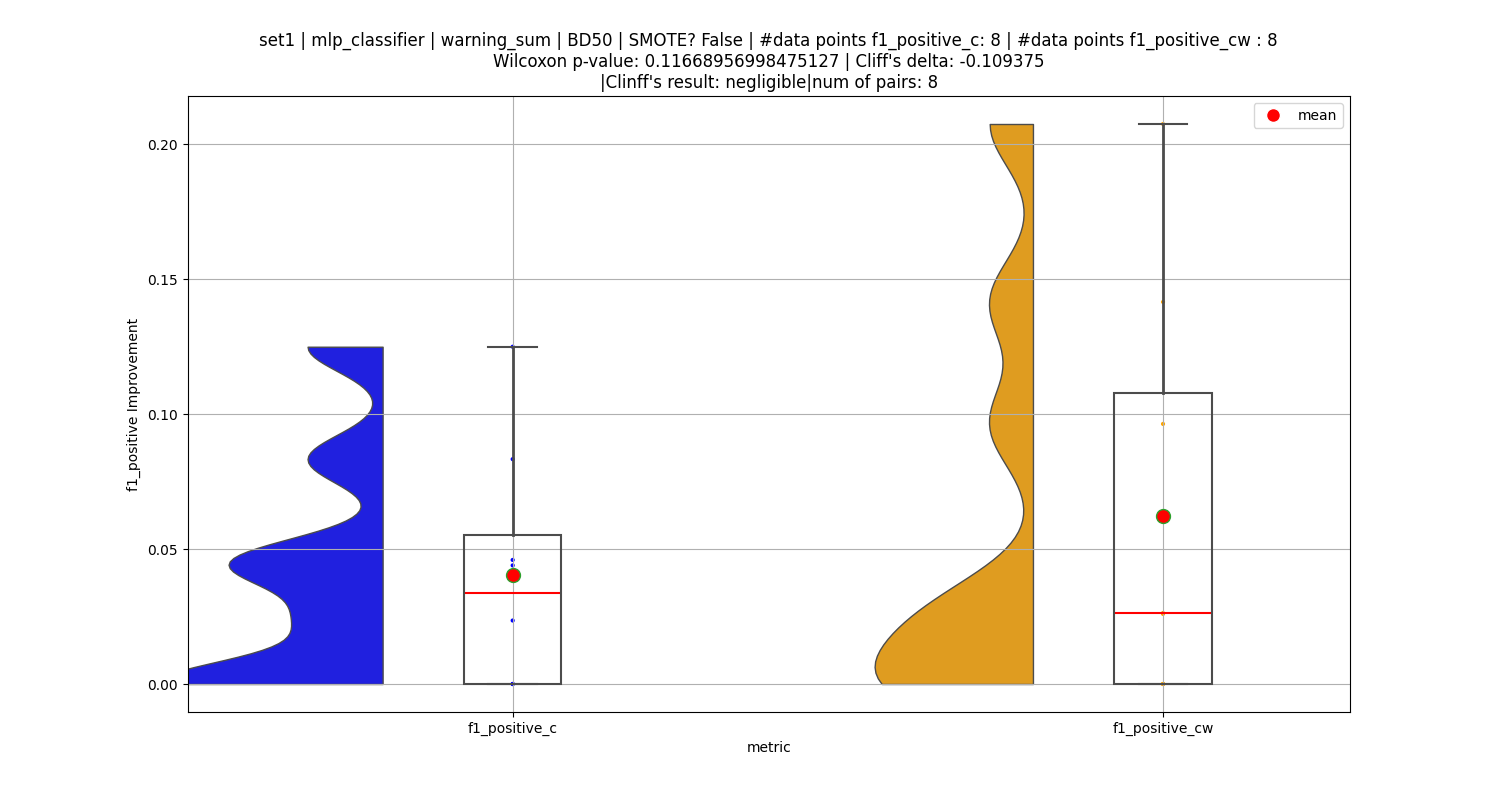 set1 | mlp_classifier | warning_sum | BD50 | SMOTE? False | #data points f1_positive_c: 8 | #data points f1_positive_cw : 8
Wilcoxon p-value: 0.11668956998475127 | Cliff's delta: -0.109375
|Clinff's result: negligible|num of pairs: 8
mean
0.20
0.15
0.10
0.05
0.00
f1_positive Improvement
f1_positive_c
f1_positive_cw
metric